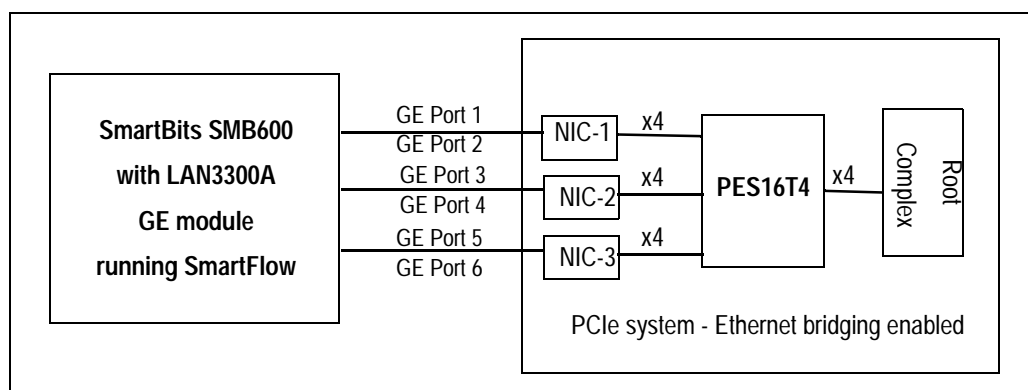 SmartBits SMB600
with LAN3300A
GE module
running SmartFlow
GE Port 1
GE Port 2
GE Port 3
GE Port 4
GE Port 5
GE Port 6
NIC-1
x4
NIC-2
x4
NIC-3
x4
PES16T4
x4
Root
Complex
PCIe system - Ethernet bridging enabled